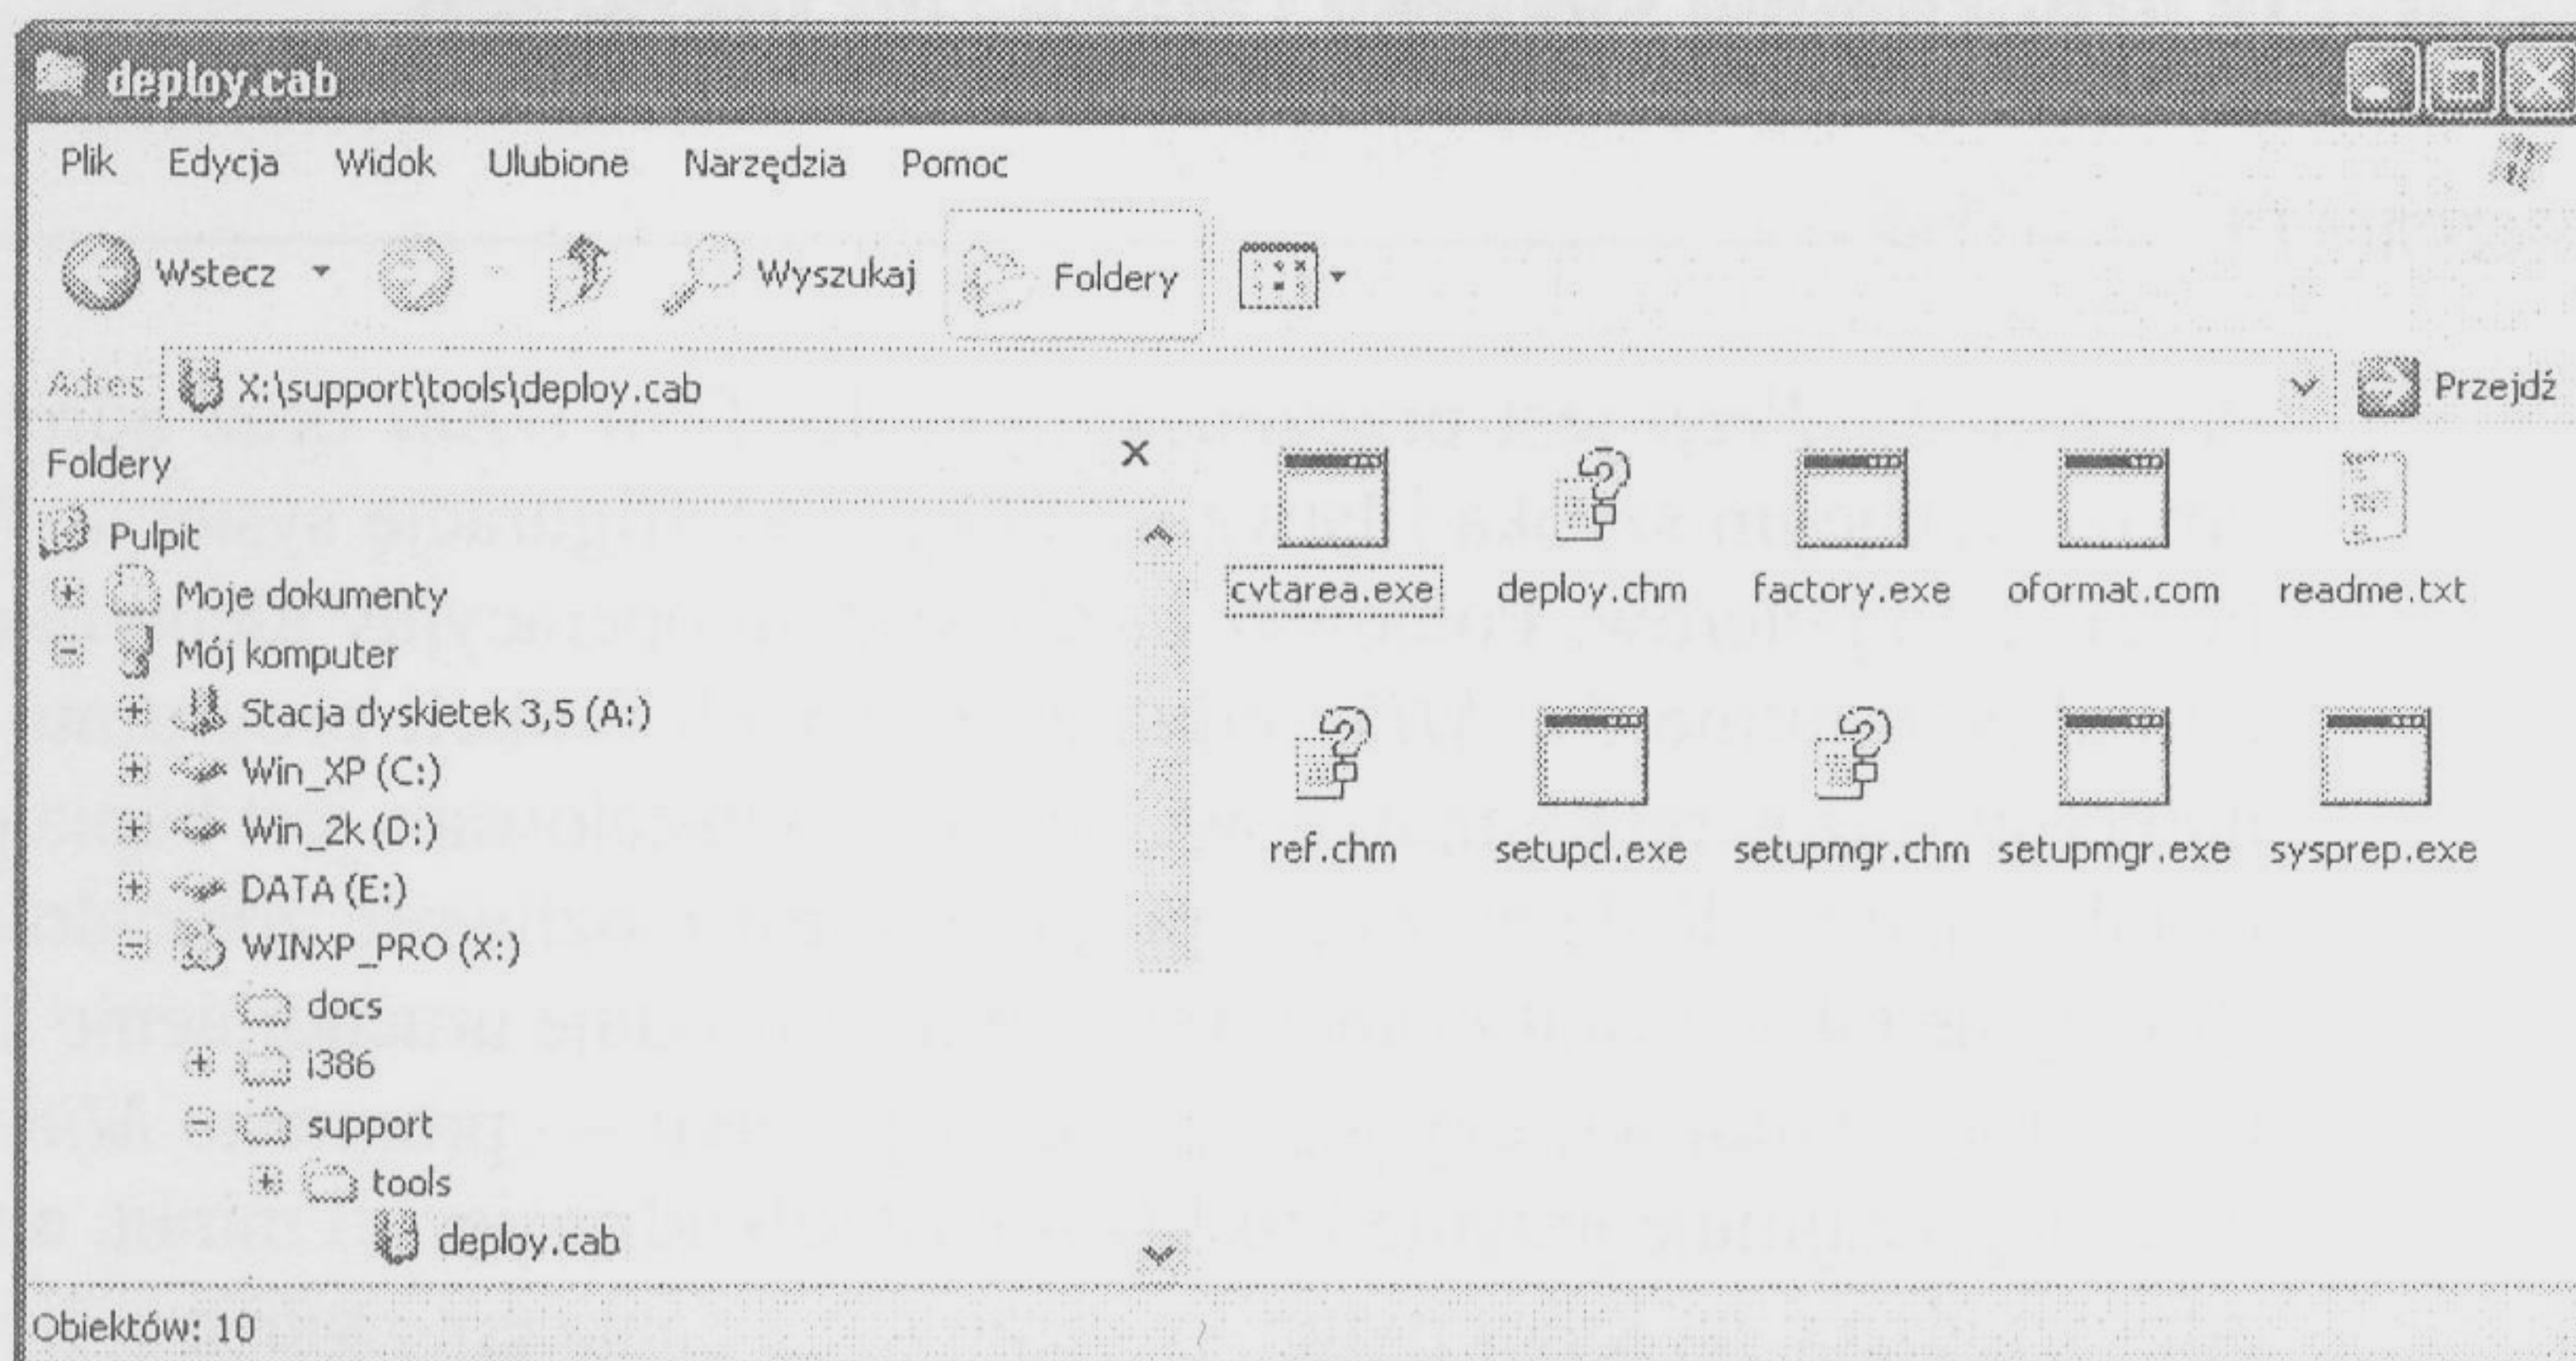 deploy.cab
Plik Edycja Widok Ulubione Narzędzia Pomoc
Wstecz Wyszukaj Foldery
Adres X:\support\tools\deploy.cab Przejdź
Foldery
Pulpit
Moje dokumenty
Mój komputer
Stacja dyskietek 3,5 (A:)
Win_XP (C:)
Win_2k (D:)
DATA (E:)
WINXP_PRO (X:)
docs
i386
support
tools
deploy.cab
cvtarea.exe deploy.chm factory.exe oformat.com readme.txt
ref.chm setupcl.exe setupmgr.chm setupmgr.exe sysprep.exe
Obiektów: 10